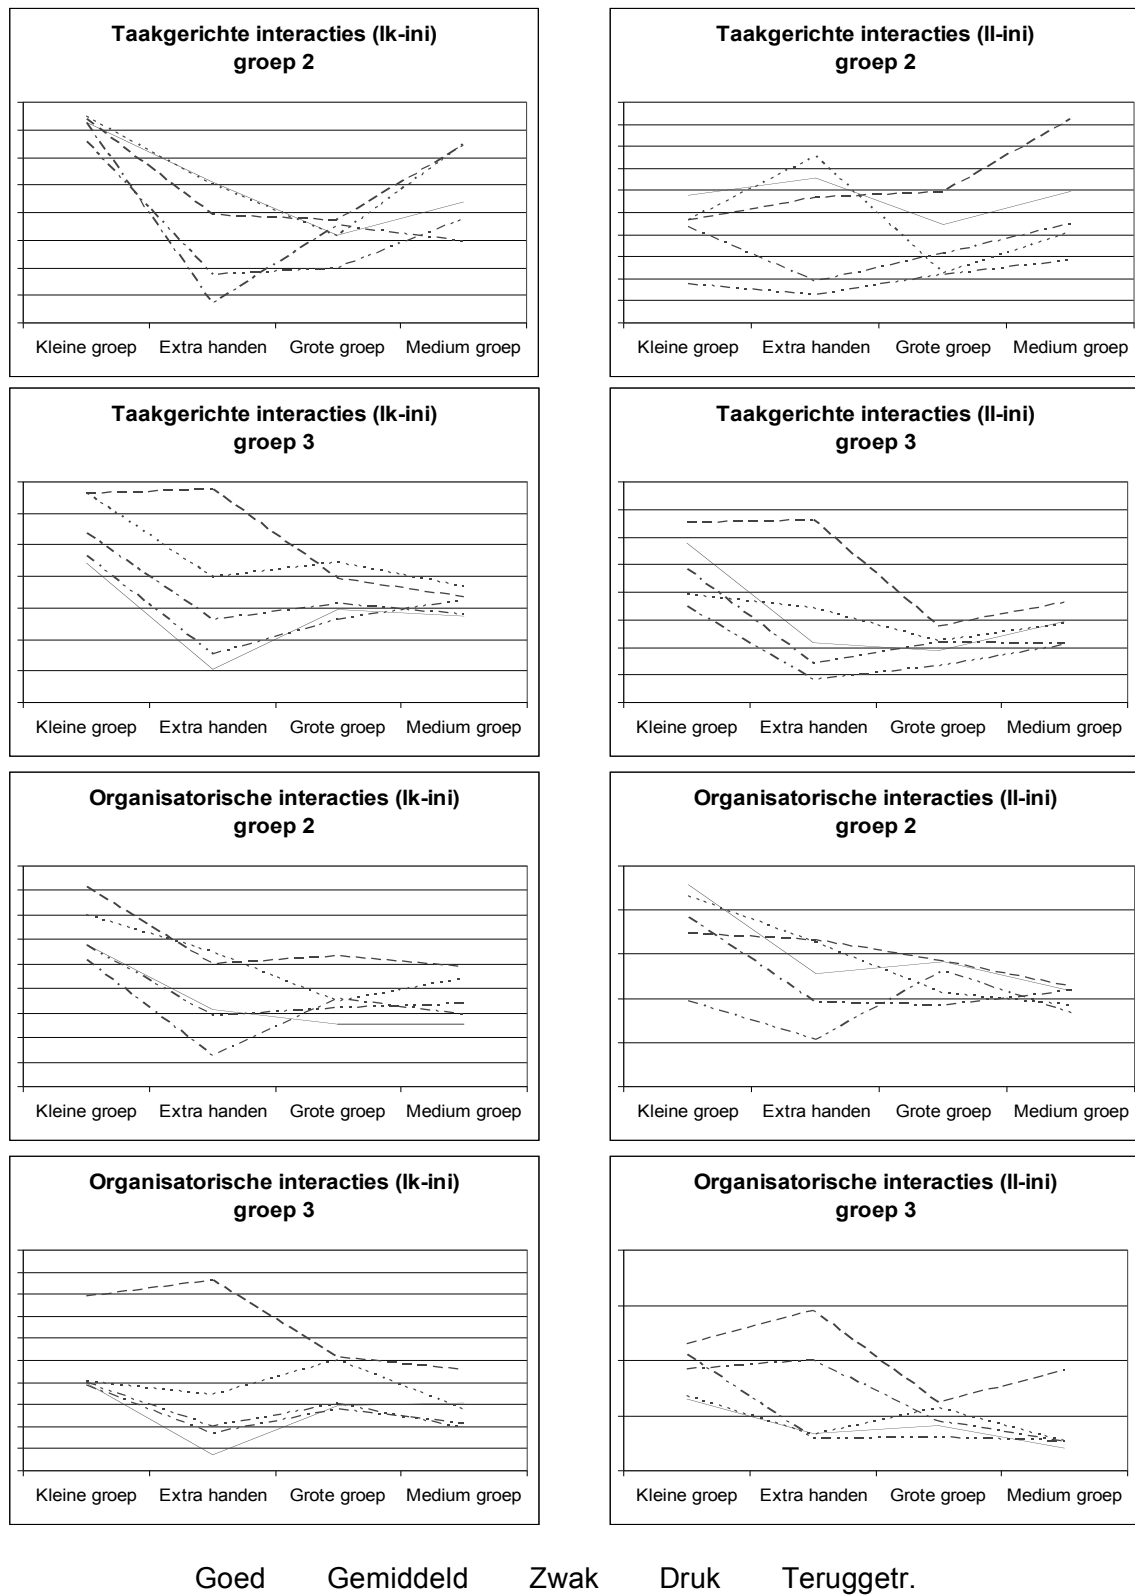 Taakgerichte interacties (lk-ini)
groep 2
Kleine groep Extra handen Grote groep Medium groep
Taakgerichte interacties (ll-ini)
groep 2
Kleine groep Extra handen Grote groep Medium groep
Taakgerichte interacties (lk-ini)
groep 3
Kleine groep Extra handen Grote groep Medium groep
Taakgerichte interacties (ll-ini)
groep 3
Kleine groep Extra handen Grote groep Medium groep
Organisatorische interacties (lk-ini)
groep 2
Kleine groep Extra handen Grote groep Medium groep
Organisatorische interacties (ll-ini)
groep 2
Kleine groep Extra handen Grote groep Medium groep
Organisatorische interacties (lk-ini)
groep 3
Kleine groep Extra handen Grote groep Medium groep
Organisatorische interacties (ll-ini)
groep 3
Kleine groep Extra handen Grote groep Medium groep
Goed Gemiddeld Zwak Druk Teruggetr.